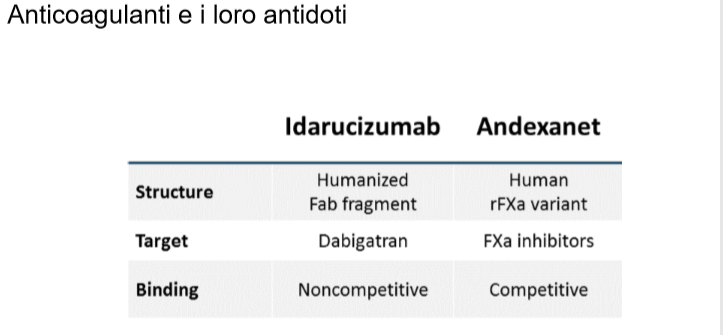 Anticoagulanti e i loro antidoti
Idarucizumab Andexanet
Structure Humanized Fab fragment Human rFXa variant
Target Dabigatran FXa inhibitors
Binding Noncompetitive Competitive